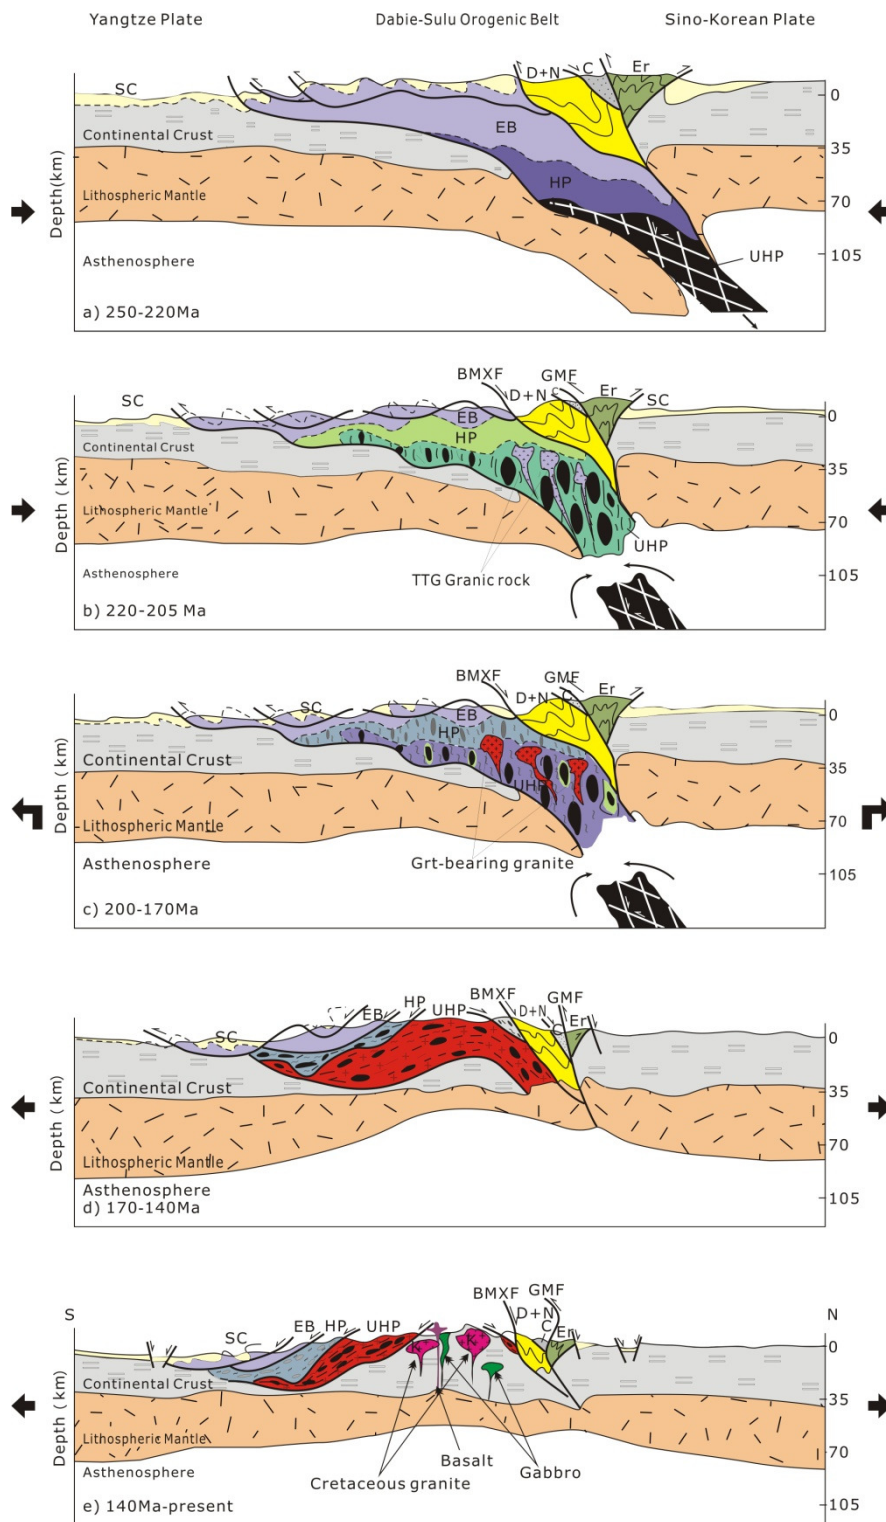 Yangtze Plate Dabie-Sulu Orogenic Belt Sino-Korean Plate
D+N C Er
SC
0
Continental Crust
EB
35
HP
Lithospheric Mantle
70
Depth(km)
Asthenosphere
105
UHP
a) 250-220Ma
BMXF GMF
D+N C Er
SC SC
0
EB
HP
Continental Crust
35
Lithospheric Mantle
70
Depth ( km)
UHP
Asthenosphere
TTG Granic rock
105
b) 220-205 Ma
BMXF GMF
D+N C Er
SC
EB
0
HP
Continental Crust
35
UHP
Depth ( km)
Lithospheric Mantle
70
Asthenosphere
Grt-bearing granite
105
c) 200-170Ma
EB HP UHP BMXF D+N GMF
C Er
SC
0
Continental Crust
35
Depth ( km)
Lithospheric Mantle
70
Asthenosphere
105
d) 170-140Ma
S N
BMXF GMF
D+N
SC EB HP UHP C Er
K K
0
Continental Crust
35
Depth ( km)
Lithospheric Mantle
70
Basalt
Asthenosphere
Cretaceous granite Gabbro
e) 140Ma-present
105